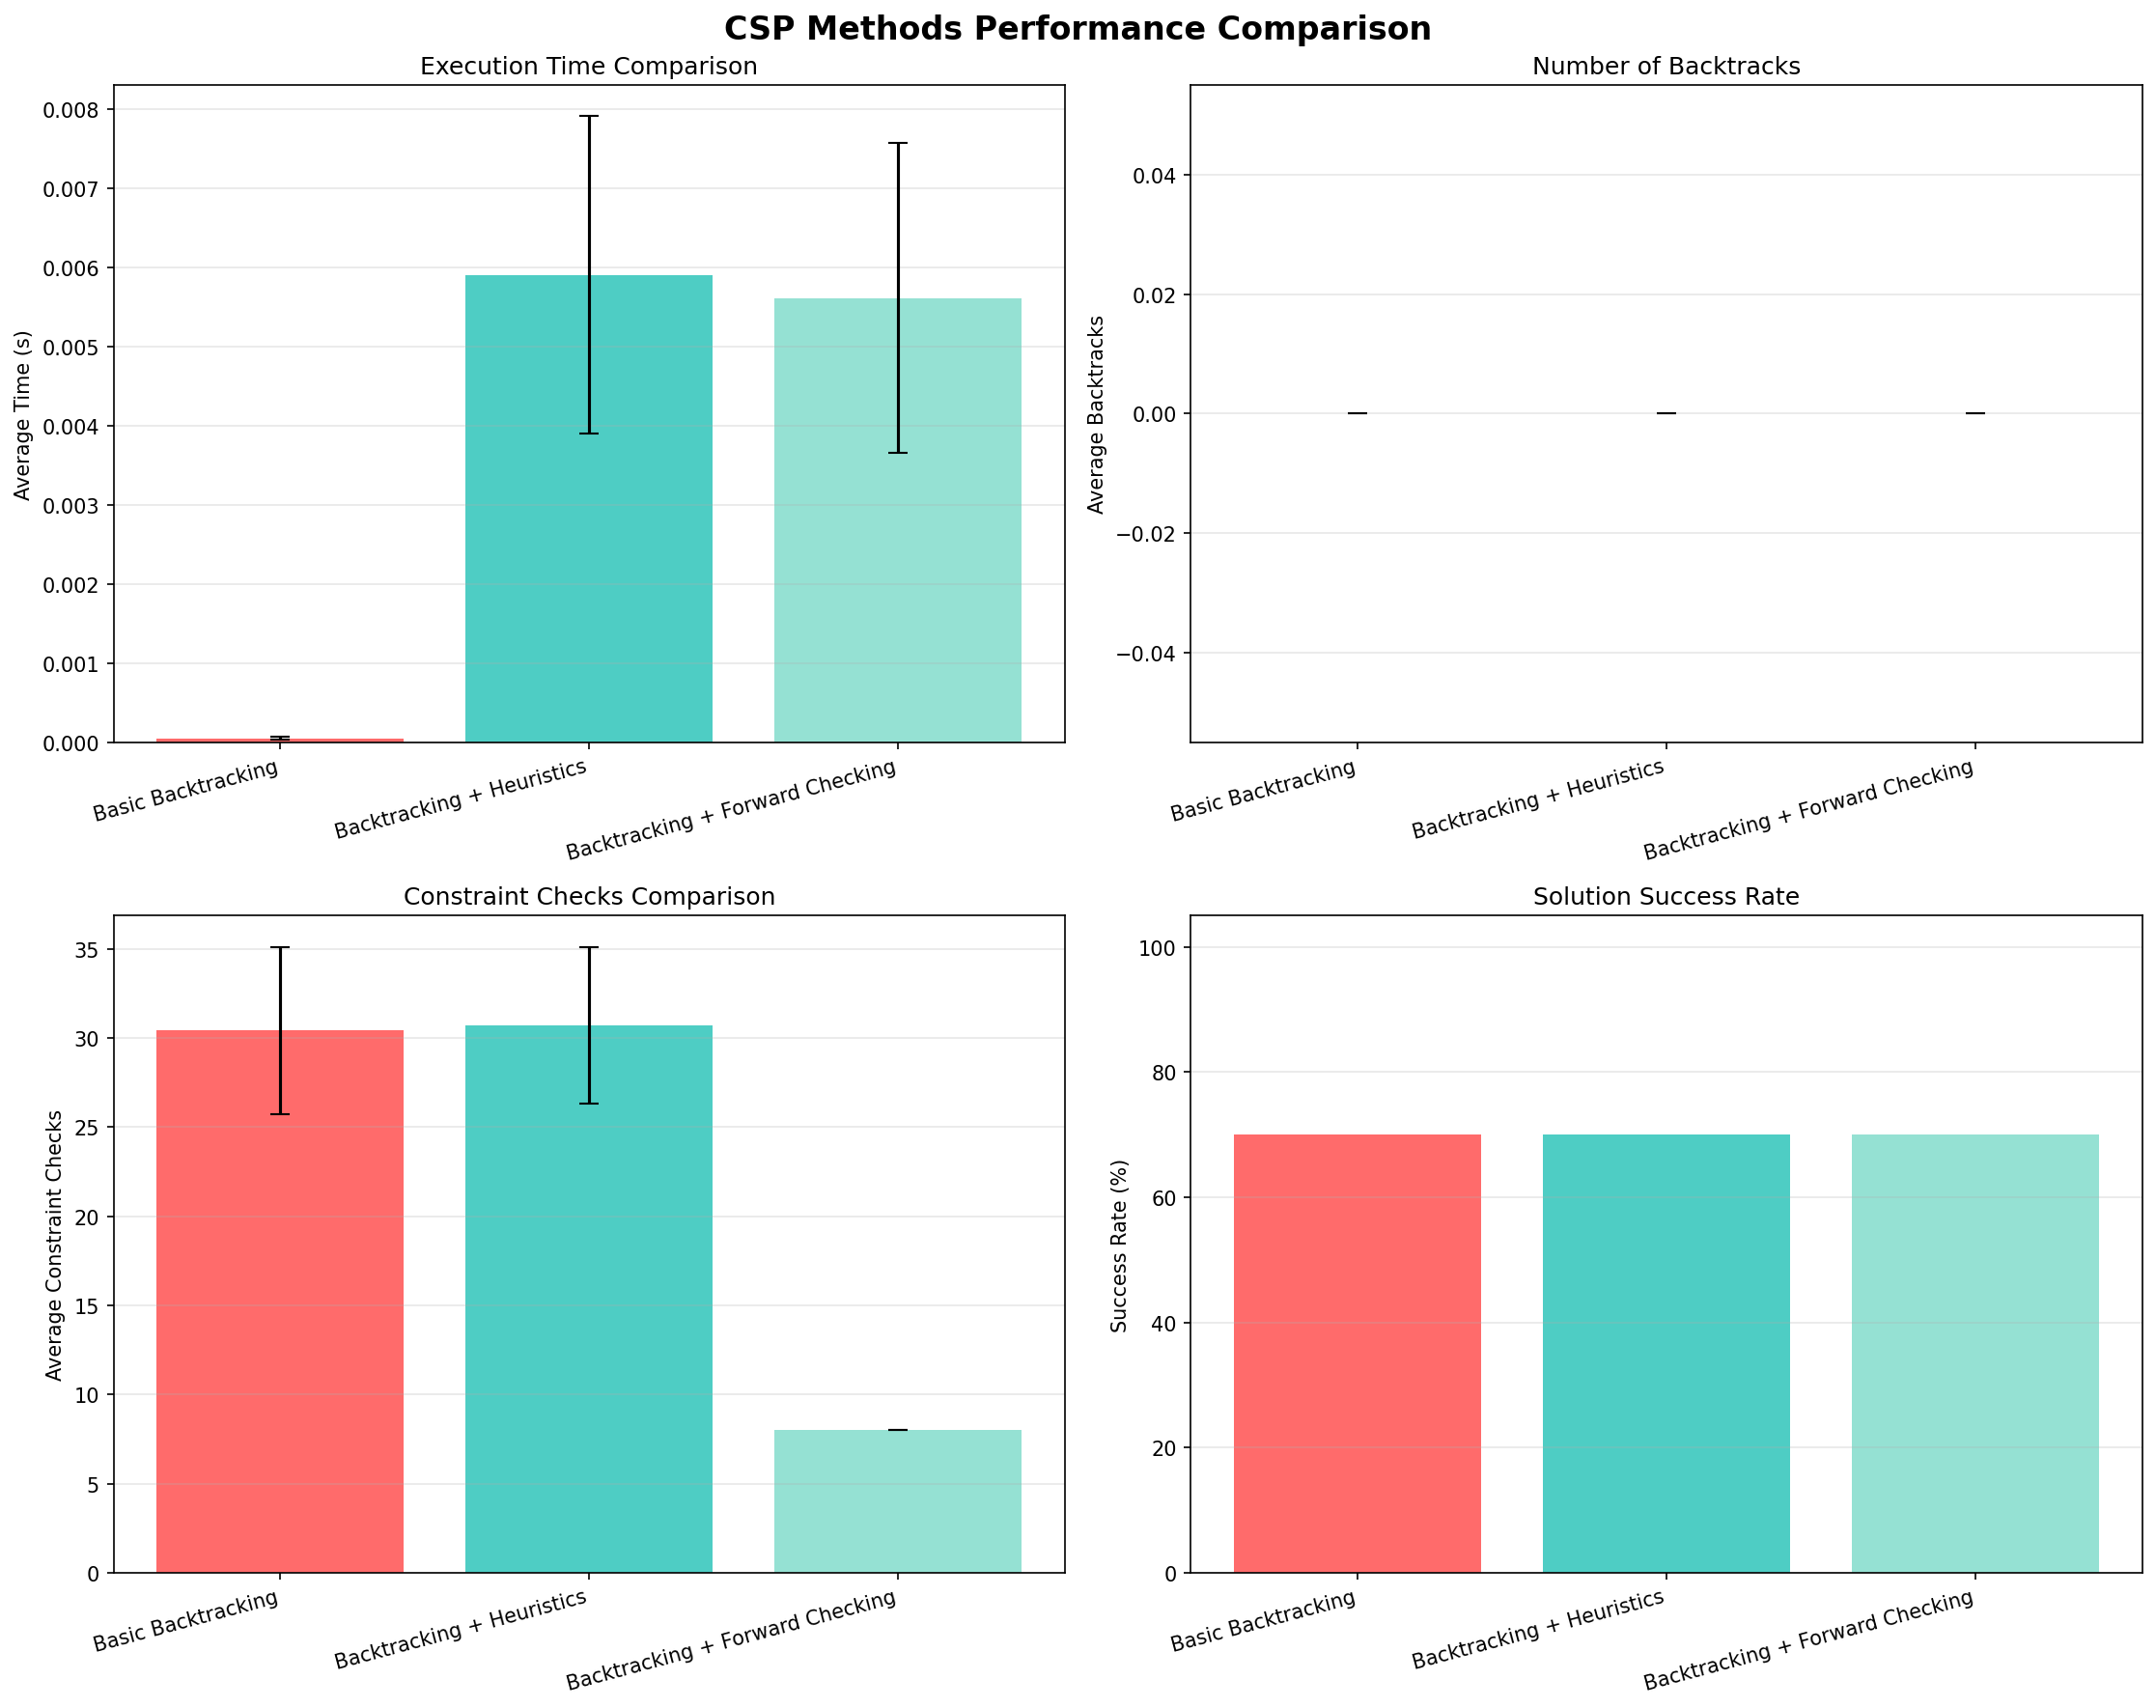 CSP Methods Performance Comparison
Execution Time Comparison
Average Time (s)
0.008
0.007
0.006
0.005
0.004
0.003
0.002
0.001
0.000
Basic Backtracking
Backtracking + Heuristics
Backtracking + Forward Checking
Number of Backtracks
Average Backtracks
0.04
0.02
0.00
−0.02
−0.04
Basic Backtracking
Backtracking + Heuristics
Backtracking + Forward Checking
Constraint Checks Comparison
Average Constraint Checks
35
30
25
20
15
10
5
0
Basic Backtracking
Backtracking + Heuristics
Backtracking + Forward Checking
Solution Success Rate
Success Rate (%)
100
80
60
40
20
0
Basic Backtracking
Backtracking + Heuristics
Backtracking + Forward Checking